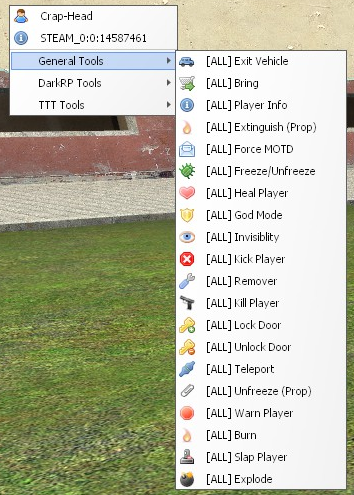 Crap-Head
STEAM_0:0:14587461
General Tools
DarkRP Tools
TTT Tools
[ALL] Exit Vehicle
[ALL] Bring
[ALL] Player Info
[ALL] Extinguish (Prop)
[ALL] Force MOTD
[ALL] Freeze/Unfreeze
[ALL] Heal Player
[ALL] God Mode
[ALL] Invisiblity
[ALL] Kick Player
[ALL] Remover
[ALL] Kill Player
[ALL] Lock Door
[ALL] Unlock Door
[ALL] Teleport
[ALL] Unfreeze (Prop)
[ALL] Warn Player
[ALL] Burn
[ALL] Slap Player
[ALL] Explode